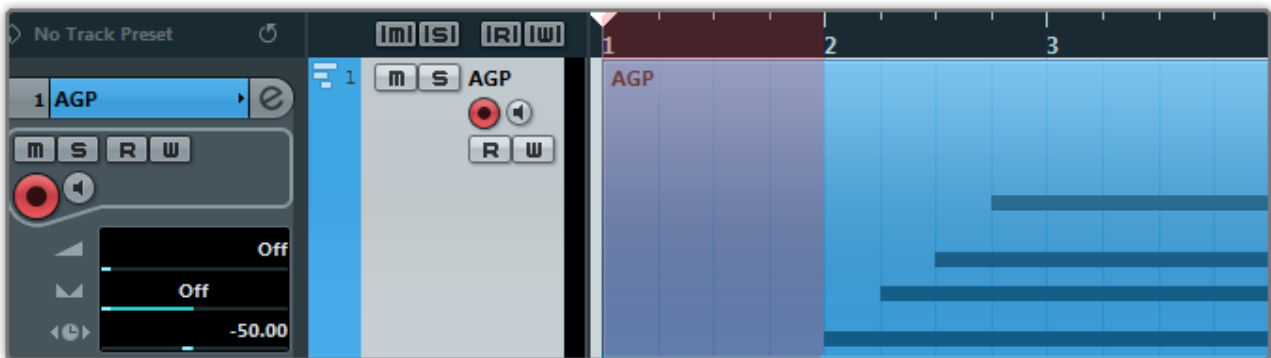 No Track Preset
M S R W
1 2 3
1 AGP e
1 M S AGP
AGP
M S R W
R W
Off
Off
-50.00